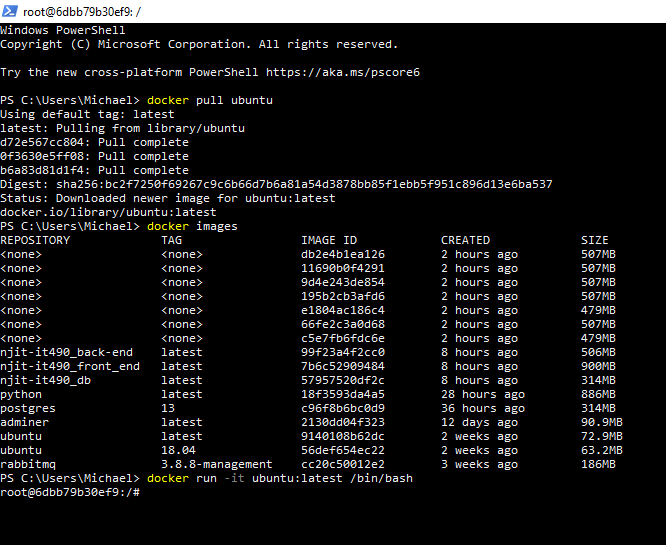 root@6dbb79b30ef9: /
Windows PowerShell
Copyright (C) Microsoft Corporation. All rights reserved.
Try the new cross-platform PowerShell https://aka.ms/pscore6
PS C:\Users\Michael> docker pull ubuntu
Using default tag: latest
latest: Pulling from library/ubuntu
d72e567cc804: Pull complete
0f3630e5ff08: Pull complete
b6a83d81d1f4: Pull complete
Digest: sha256:bc2f7250f69267c9c6b66d7b6a81a54d3878bb85f1ebb5f951c896d13e6ba537
Status: Downloaded newer image for ubuntu:latest
docker.io/library/ubuntu:latest
PS C:\Users\Michael> docker images
REPOSITORY TAG IMAGE ID CREATED SIZE
<none> <none> db2e4b1ea126 2 hours ago 507MB
<none> <none> 11690b0f4291 2 hours ago 507MB
<none> <none> 9d4e243de854 2 hours ago 507MB
<none> <none> 195b2cb3afd6 2 hours ago 507MB
<none> <none> e1804ac186c4 2 hours ago 479MB
<none> <none> 66fe2c3a0d68 2 hours ago 507MB
<none> <none> c5e7fb6fdc6e 2 hours ago 479MB
njit-it490_back-end latest 99f23a4f2cc0 8 hours ago 506MB
njit-it490_front_end latest 7b6c52909484 8 hours ago 900MB
njit-it490_db latest 57957520df2c 8 hours ago 314MB
python latest 18f3593da4a5 28 hours ago 886MB
postgres 13 c96f8b6bc0d9 36 hours ago 314MB
adminer latest 2130dd04f323 12 days ago 90.9MB
ubuntu latest 9140108b62dc 2 weeks ago 72.9MB
ubuntu 18.04 56def654ec22 2 weeks ago 63.2MB
rabbitmq 3.8.8-management cc20c50012e2 3 weeks ago 186MB
PS C:\Users\Michael> docker run -it ubuntu:latest /bin/bash
root@6dbb79b30ef9:/#